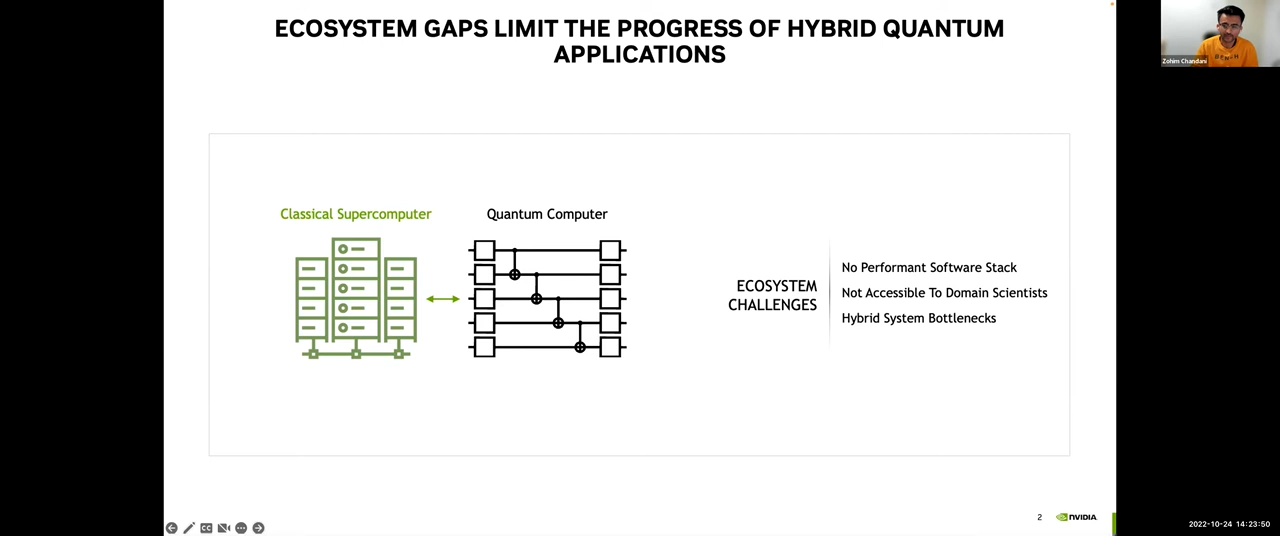 ECOSYSTEM GAPS LIMIT THE PROGRESS OF HYBRID QUANTUM
APPLICATIONS
Zohim Chandani
Classical Supercomputer
Quantum Computer
ECOSYSTEM
CHALLENGES
No Performant Software Stack
Not Accessible To Domain Scientists
Hybrid System Bottlenecks
CC
2
NVIDIA
2022-10-24 14:23:50